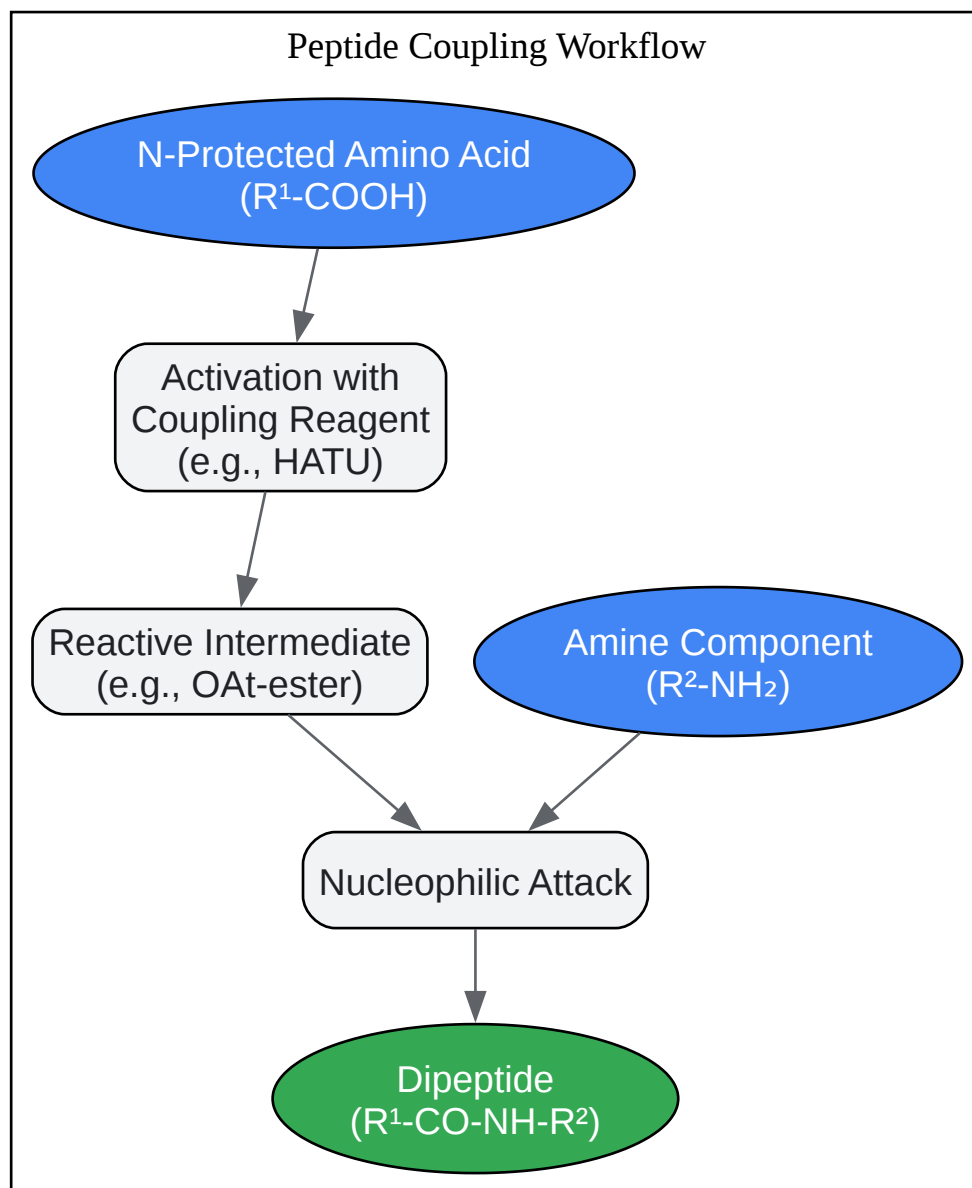 Peptide Coupling Workflow
N-Protected Amino Acid
(R¹-COOH)
Activation with
Coupling Reagent
(e.g., HATU)
Reactive Intermediate
(e.g., OAt-ester)
Amine Component
(R²-NH₂)
Nucleophilic Attack
Dipeptide
(R¹-CO-NH-R²)